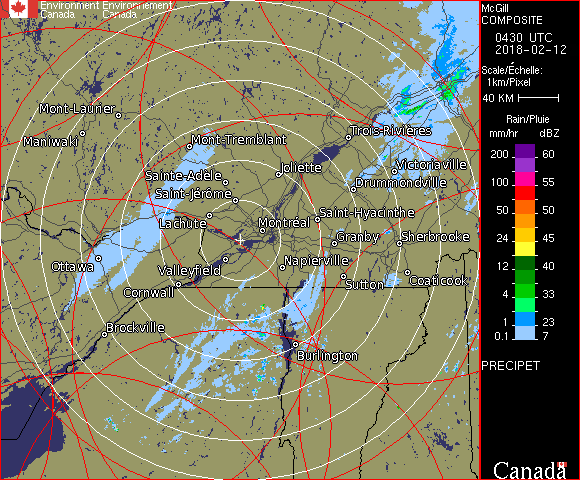 Environment Environnement
Canada Canada
McGill
COMPOSITE
0430 UTC
2018-02-12
Scale/Échelle:
1km/Pixel
40 KM
Rain/Pluie
mm/hr dBZ
200 60
100 55
50 50
24 45
12 40
4 33
1 23
0.1 7
PRECIPET
Canada
Mont-Laurier
Maniwaki
Mont-Tremblant
Trois-Rivières
Sainte-Adèle
Joliette
Victoriaville
Saint-Jérôme
Drummondville
Lachute
Montréal
Saint-Hyacinthe
Granby
Sherbrooke
Ottawa
Valleyfield
Napierville
Cornwall
Sutton
Coaticook
Brockville
Burlington